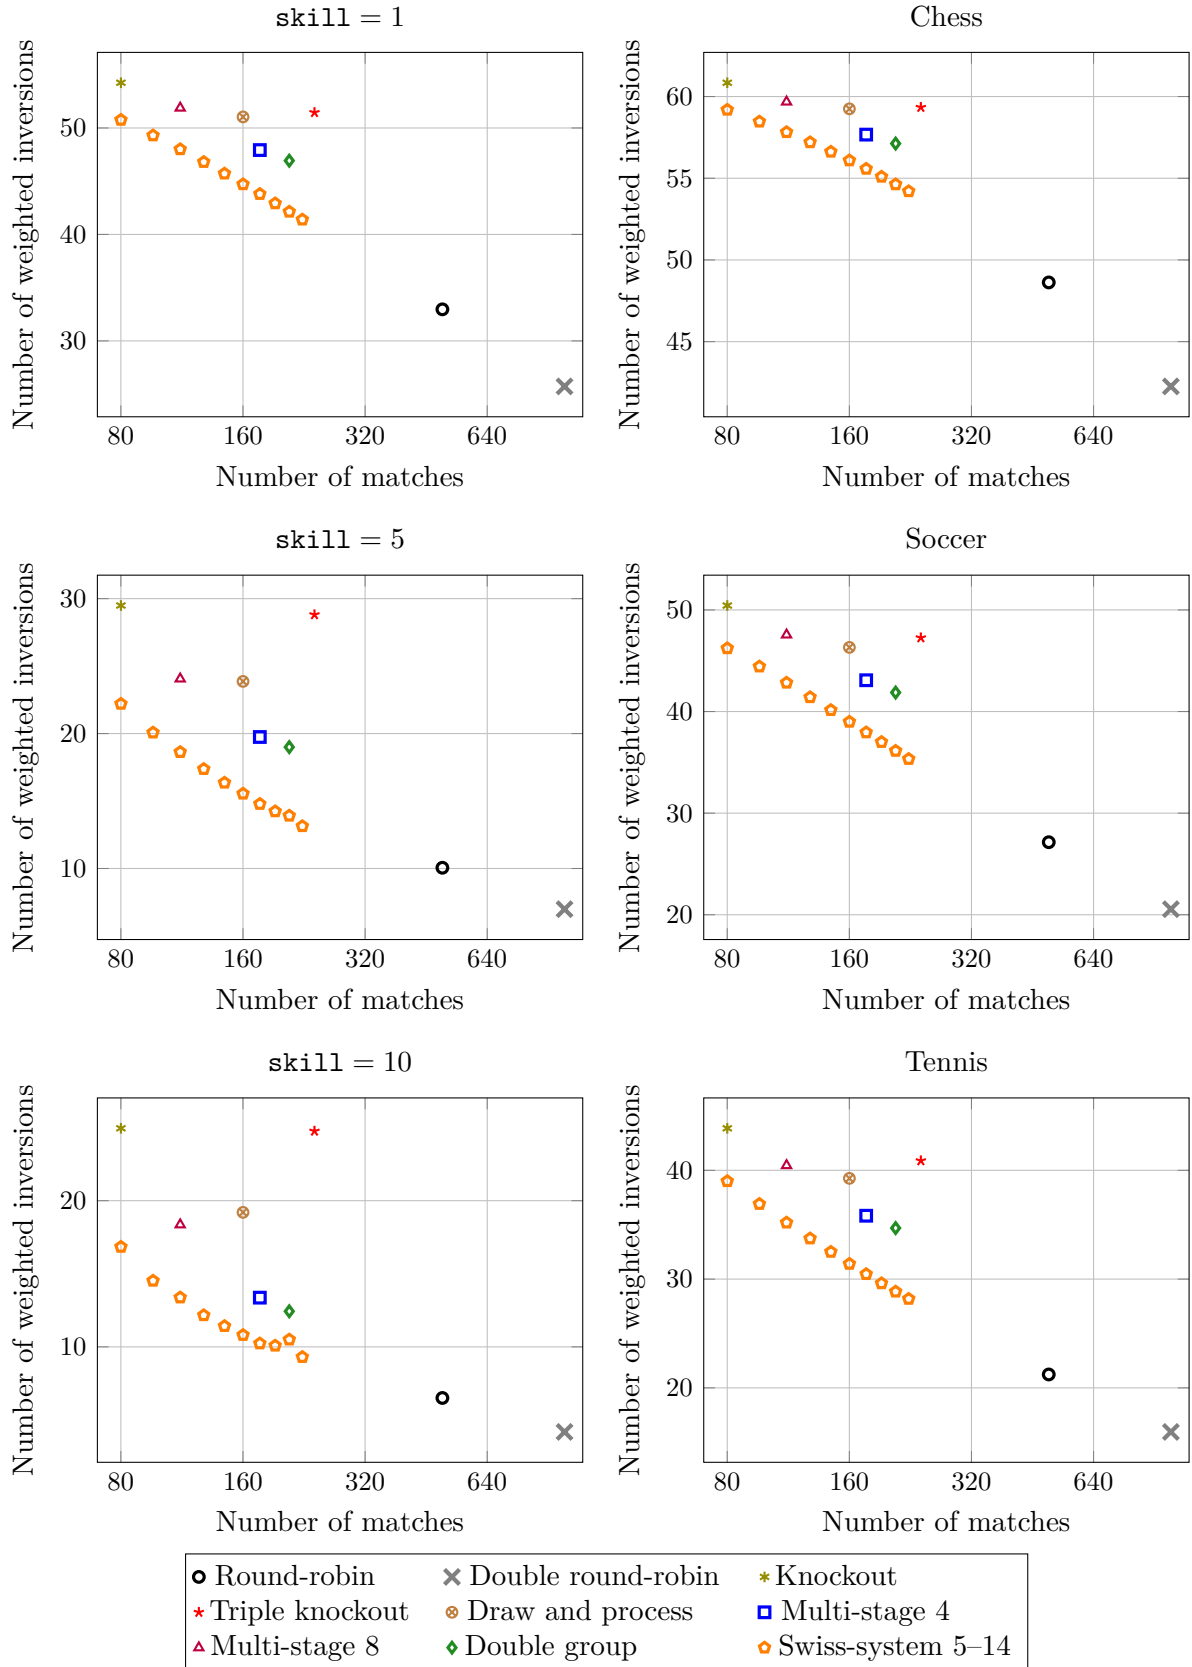 skill = 1
Number of weighted inversions
50
40
30
80 160 320 640
Number of matches
Chess
Number of weighted inversions
60
55
50
45
80 160 320 640
Number of matches
skill = 5
Number of weighted inversions
30
20
10
80 160 320 640
Number of matches
Soccer
Number of weighted inversions
50
40
30
20
80 160 320 640
Number of matches
skill = 10
Number of weighted inversions
20
10
80 160 320 640
Number of matches
Tennis
Number of weighted inversions
40
30
20
80 160 320 640
Number of matches
Round-robin Double round-robin Knockout
Triple knockout Draw and process Multi-stage 4
Multi-stage 8 Double group Swiss-system 5–14